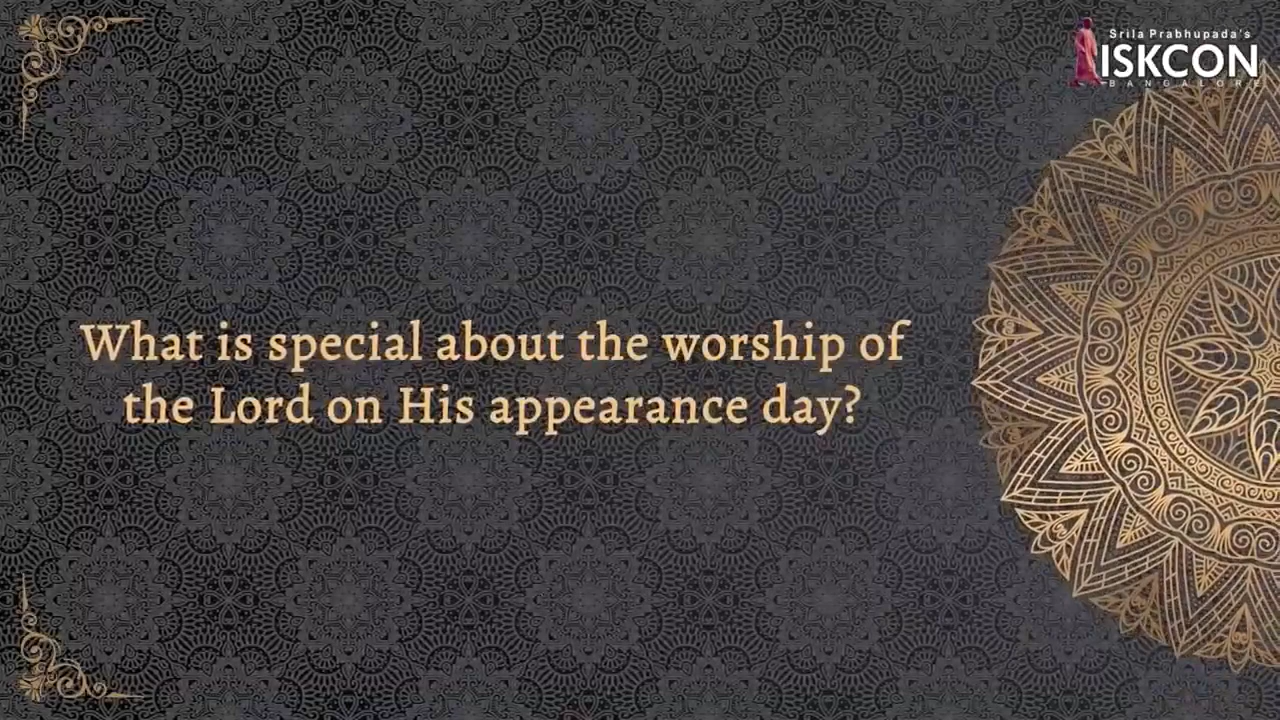 Srila Prabhupada's
ISKCON
BANGALORE
What is special about the worship of
the Lord on His appearance day?